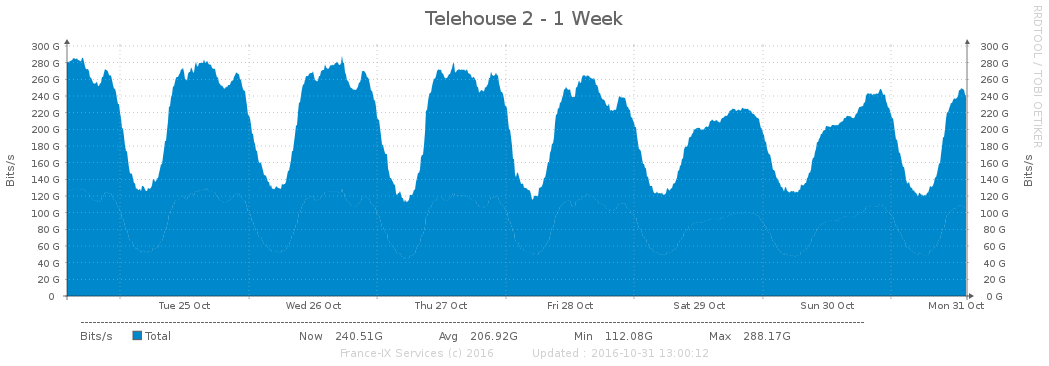 Telehouse 2 - 1 Week
RRDTOOL / TOBI OETIKER
Bits/s
300 G
280 G
260 G
240 G
220 G
200 G
180 G
160 G
140 G
120 G
100 G
80 G
60 G
40 G
20 G
0
300 G
280 G
260 G
240 G
220 G
200 G
180 G
160 G
140 G
120 G
100 G
80 G
60 G
40 G
20 G
0 G
Bits/s
Tue 25 Oct Wed 26 Oct Thu 27 Oct Fri 28 Oct Sat 29 Oct Sun 30 Oct Mon 31 Oct
Bits/s Total Now 240.51G Avg 206.92G Min 112.08G Max 288.17G
France-IX Services (c) 2016 Updated : 2016-10-31 13:00:12